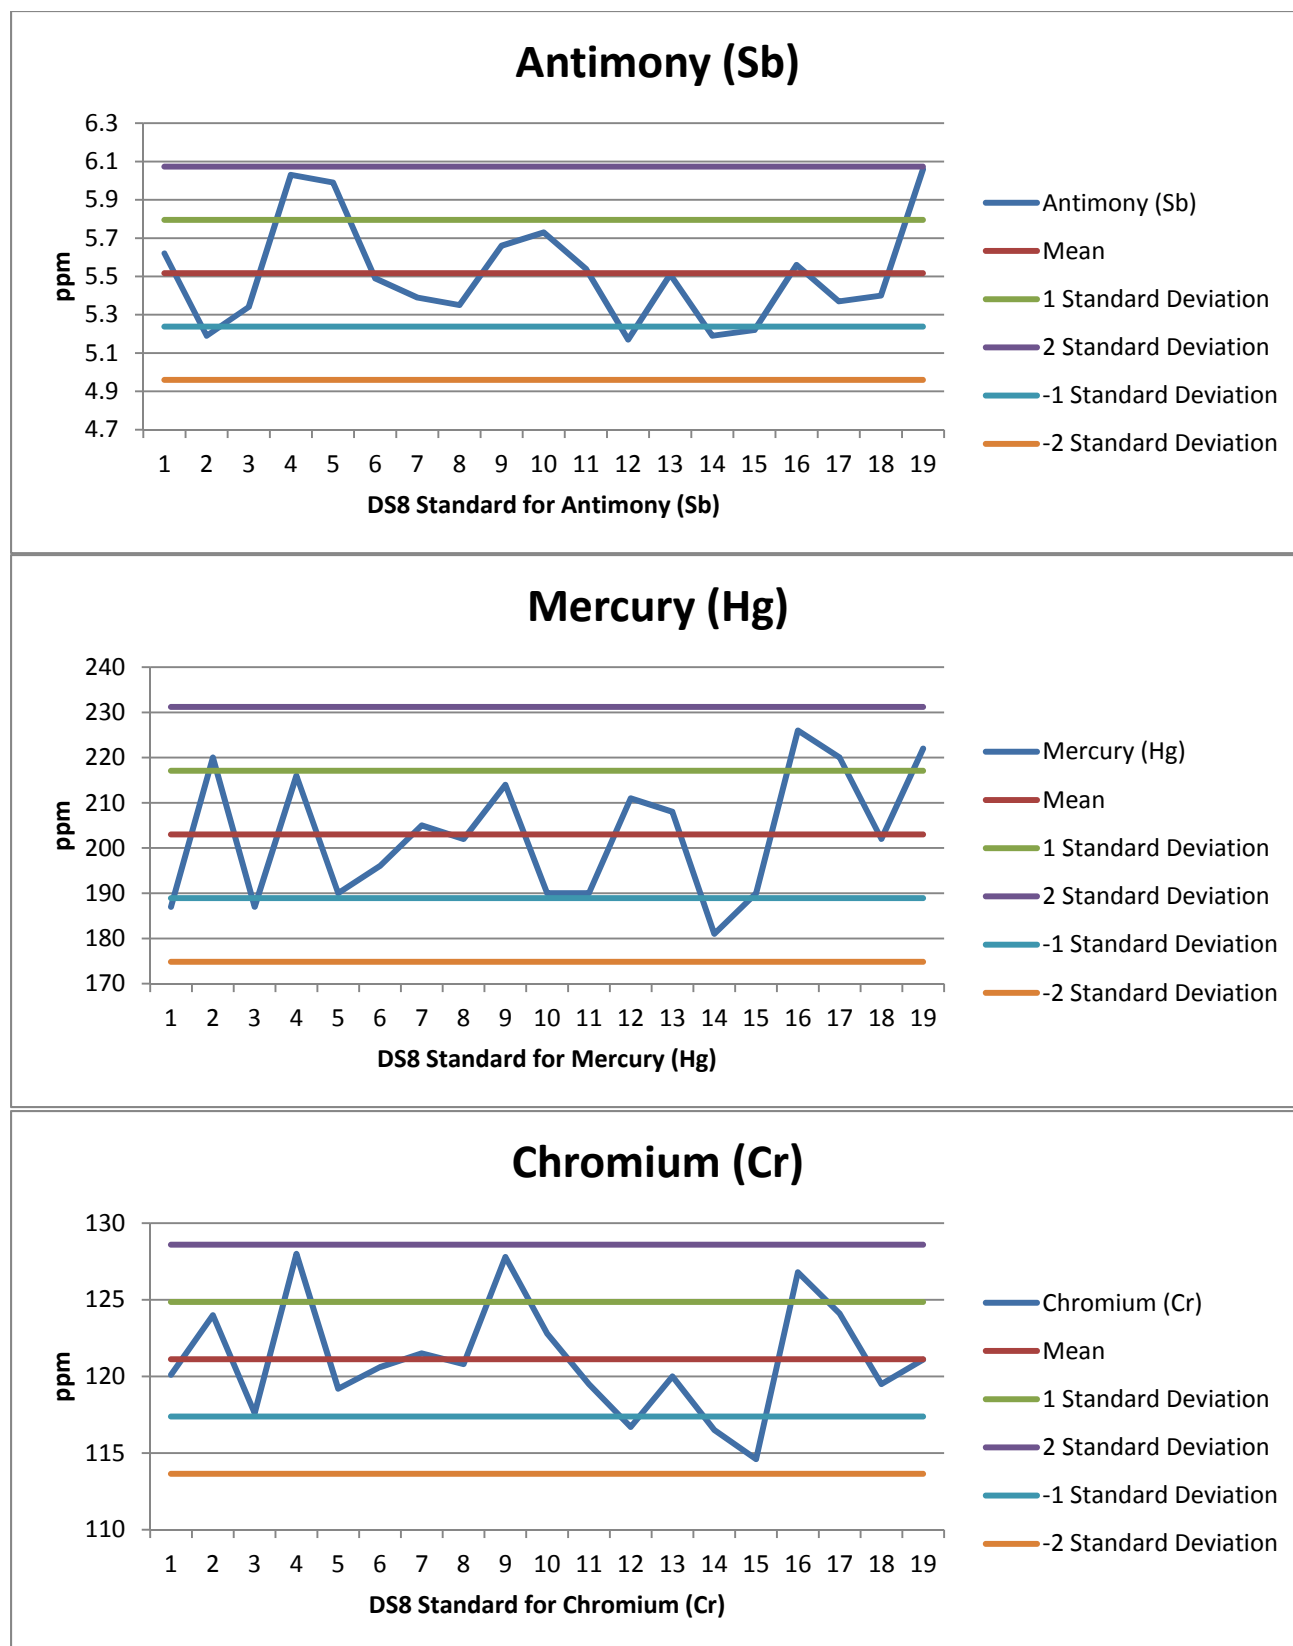 Antimony (Sb)
6.3
6.1
5.9
5.7
5.5
5.3
5.1
4.9
4.7
ppm
1 2 3 4 5 6 7 8 9 10 11 12 13 14 15 16 17 18 19
DS8 Standard for Antimony (Sb)
Antimony (Sb)
Mean
1 Standard Deviation
2 Standard Deviation
-1 Standard Deviation
-2 Standard Deviation
Mercury (Hg)
240
230
220
210
200
190
180
170
ppm
1 2 3 4 5 6 7 8 9 10 11 12 13 14 15 16 17 18 19
DS8 Standard for Mercury (Hg)
Mercury (Hg)
Mean
1 Standard Deviation
2 Standard Deviation
-1 Standard Deviation
-2 Standard Deviation
Chromium (Cr)
130
125
120
115
110
ppm
1 2 3 4 5 6 7 8 9 10 11 12 13 14 15 16 17 18 19
DS8 Standard for Chromium (Cr)
Chromium (Cr)
Mean
1 Standard Deviation
2 Standard Deviation
-1 Standard Deviation
-2 Standard Deviation